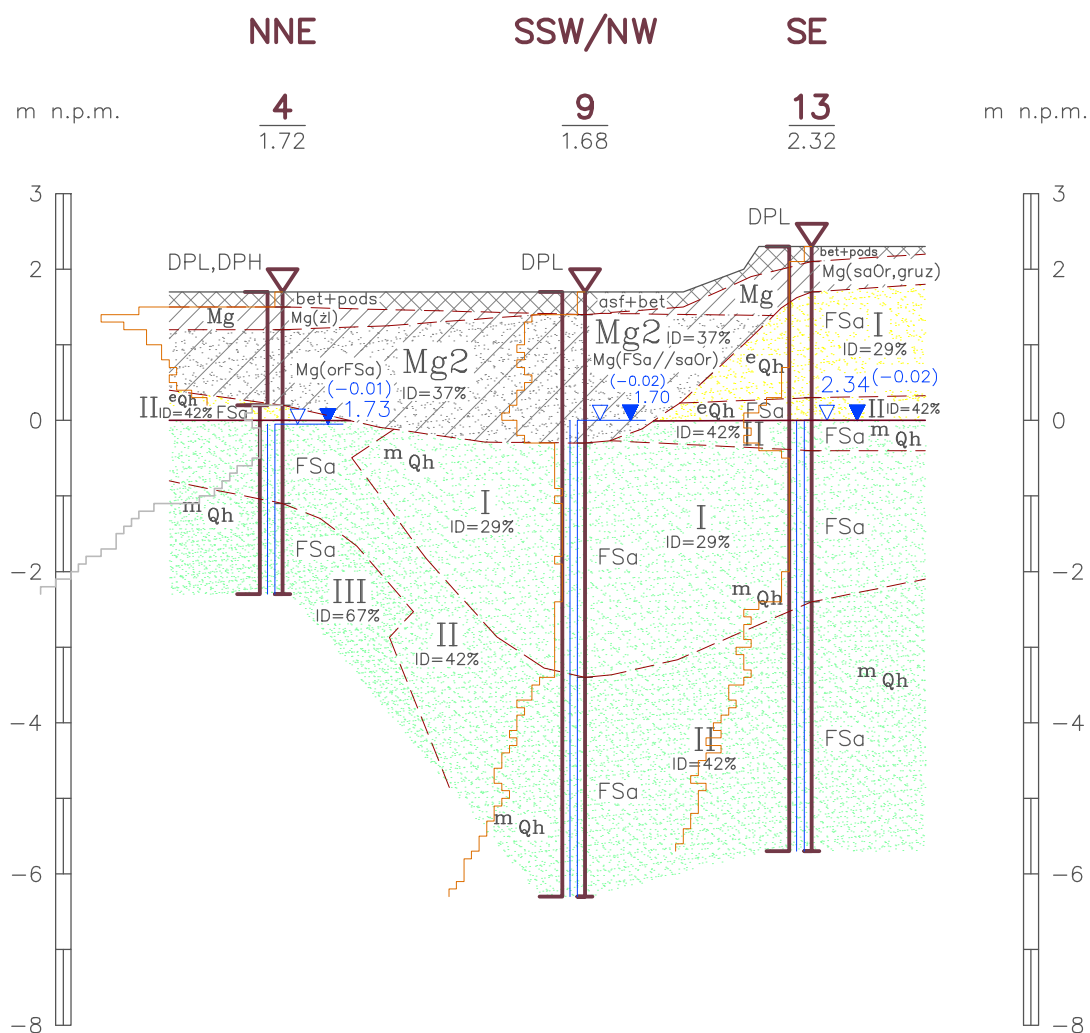 NNE SSW/NW SE
m n.p.m. 4 9 13 m n.p.m.
1.72 1.68 2.32
3 3
DPL
DPL,DPH DPL
2 bet+pods 2
Mg(saOr,gruz)
bet+pods asf+bet Mg
Mg Mg(żl) FSa I
Mg2 Mg2 ID=37% ID=29%
Mg(orFSa) ID=37% Mg(FSa//saOr) eQh
(-0.01) (-0.02) 2.34 (-0.02)
eQh 1.73 1.70
II ID=42% FSa eQh FSa II ID=42%
0 ID=42% II FSa mQh 0
FSa mQh
mQh I I FSa
ID=29% ID=29%
FSa FSa
-2 III mQh -2
ID=67% II
ID=42% mQh
-4 II FSa -4
ID=42%
FSa
mQh
-6 -6
-8 -8